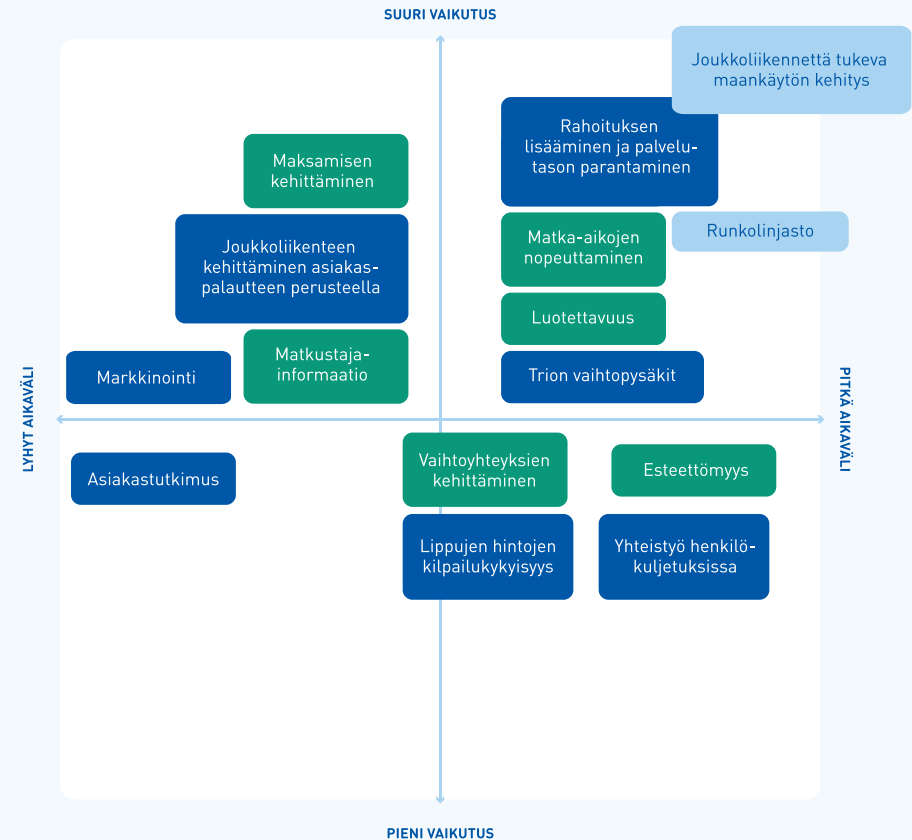 SUURI VAIKUTUS
Joukkoliikennettä tukeva
maankäytön kehitys
Rahoituksen
lisääminen ja palvelu-
tason parantaminen
Maksamisen
kehittäminen
Joukkoliikenteen
kehittäminen asiakas-
palautteen perusteella
Matka-aikojen
nopeuttaminen
Runkolinjasto
Luotettavuus
Matkustaja-
informaatio
Markkinointi
Trion vaihtopysäkit
LYHYT AIKAVÄLI
PITKÄ AIKAVÄLI
Asiakastutkimus
Vaihtoyhteyksien
kehittäminen
Esteettömyys
Lippujen hintojen
kilpailukykyisyys
Yhteistyö henkilö-
kuljetuksissa
PIENI VAIKUTUS